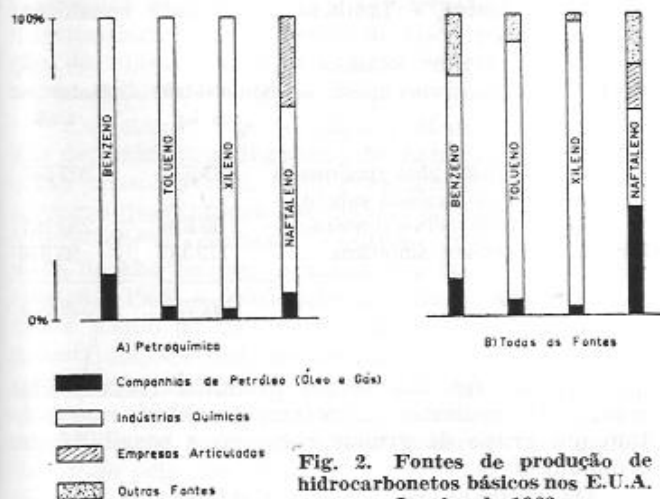 100%
BENZENO
TOLUENO
XILENO
NAFTALENO
0%
A) Petroquímica
BENZENO
TOLUENO
XILENO
NAFTALENO
B) Todas as Fontes
Companhias de Petróleo (Óleo e Gás)
Indústrias Químicas
Empresas Articuladas
Outras Fontes
Fig. 2. Fontes de produção de
hidrocarbonetos básicos nos E.U.A.